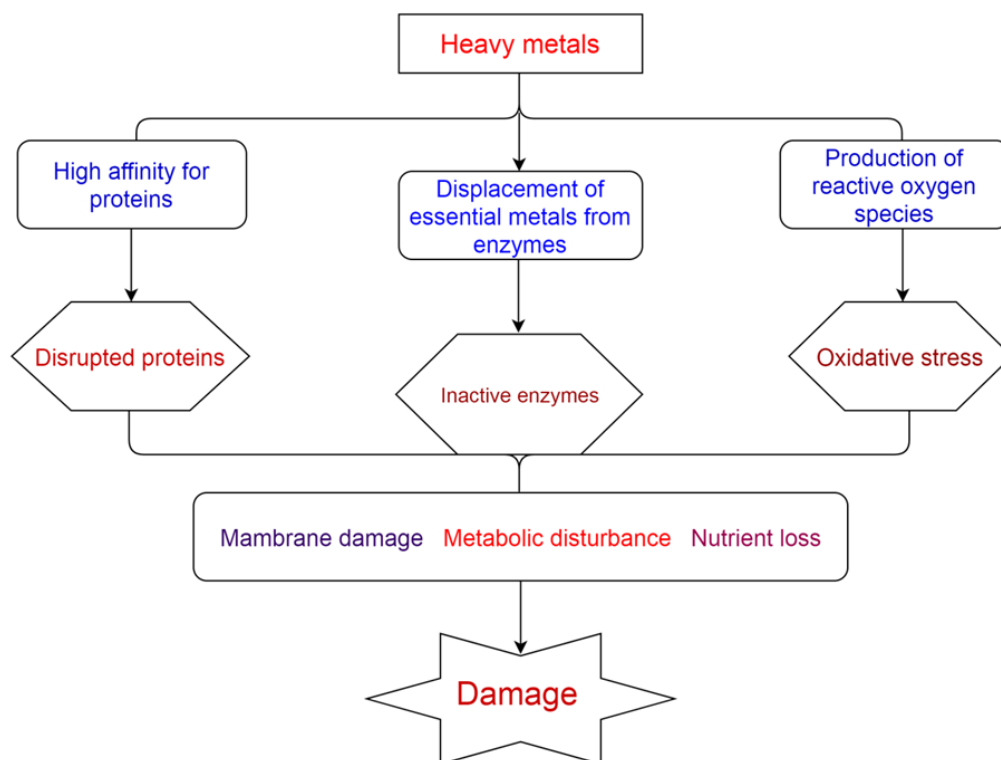 Heavy metals
High affinity for
proteins
Displacement of
essential metals from
enzymes
Production of
reactive oxygen
species
Disrupted proteins
Inactive enzymes
Oxidative stress
Mambrane damage Metabolic disturbance Nutrient loss
Damage